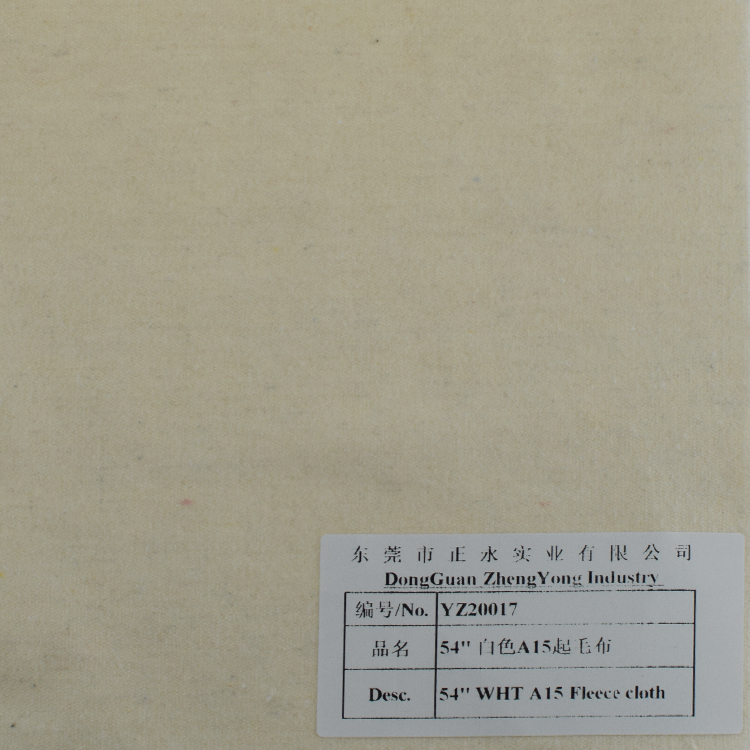 东莞市正永实业有限公司
DongGuan ZhengYong Industry
编号/No. YZ20017
品名 54" 白色A15起毛布
Desc. 54" WHT A15 Fleece cloth